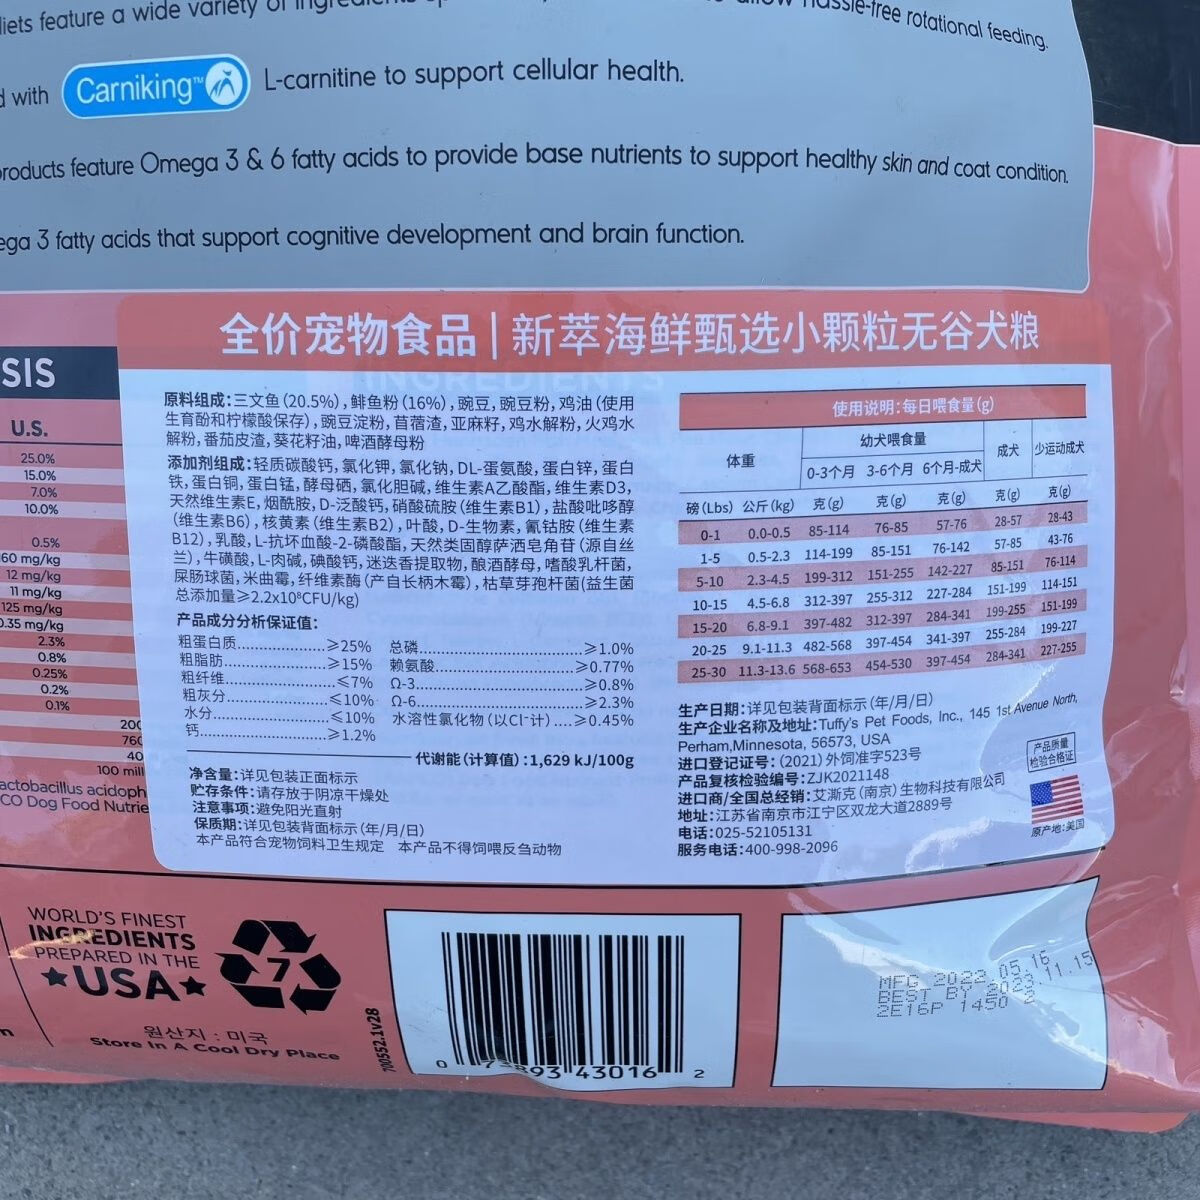 diets feature a wide variety of ingredients
allow hassle-free rotational feeding.
with Carniking™ L-carnitine to support cellular health.
products feature Omega 3 & 6 fatty acids to provide base nutrients to support healthy skin and coat condition.
ega 3 fatty acids that support cognitive development and brain function.
全价宠物食品 | 新萃海鲜甄选小颗粒无谷犬粮
SIS
U.S.
25.0%
15.0%
7.0%
10.0%
0.5%
60 mg/kg
12 mg/kg
11 mg/kg
125 mg/kg
0.35 mg/kg
2.3%
0.8%
0.25%
0.2%
0.1%
200
760
40
100 mill
actobacillus acidoph
CO Dog Food Nutrie
原料组成:三文鱼(20.5%),鲱鱼粉(16%),豌豆,豌豆粉,鸡油(使用
生育酚和柠檬酸保存),豌豆淀粉,苜蓿渣,亚麻籽,鸡水解粉,火鸡水
解粉,番茄皮渣,葵花籽油,啤酒酵母粉
添加剂组成:轻质碳酸钙,氯化钾,氯化钠,DL-蛋氨酸,蛋白锌,蛋白
铁,蛋白铜,蛋白锰,酵母硒,氯化胆碱,维生素A乙酸酯,维生素D3,
天然维生素E,烟酰胺,D-泛酸钙,硝酸硫胺(维生素B1),盐酸吡哆醇
(维生素B6),核黄素(维生素B2),叶酸,D-生物素,氰钴胺(维生素
B12),乳酸,L-抗坏血酸-2-磷酸酯,天然类固醇萨洒皂角苷(源自丝
兰),牛磺酸,L-肉碱,碘酸钙,迷迭香提取物,酿酒酵母,嗜酸乳杆菌,
屎肠球菌,米曲霉,纤维素酶(产自长柄木霉),枯草芽孢杆菌(益生菌
总添加量≥2.2x10⁸CFU/kg)
产品成分分析保证值:
粗蛋白质....................≥25% 总磷....................≥1.0%
粗脂肪....................≥15% 赖氨酸....................≥0.77%
粗纤维....................≤7% Ω-3....................≥0.8%
粗灰分....................≤10% Ω-6....................≥2.3%
水分....................≤10% 水溶性氯化物(以Cl⁻计)....≥0.45%
钙....................≥1.2%
代谢能(计算值):1,629 kJ/100g
净含量:详见包装正面标示
贮存条件:请存放于阴凉干燥处
注意事项:避免阳光直射
保质期:详见包装背面标示(年/月/日)
本产品符合宠物饲料卫生规定 本产品不得饲喂反刍动物
使用说明:每日喂食量(g)
体重 幼犬喂食量 成犬 少运动成犬
0-3个月 3-6个月 6个月-成犬
磅(Lbs) 公斤(kg) 克(g) 克(g) 克(g) 克(g) 克(g)
0-1 0.0-0.5 85-114 76-85 57-76 28-57 28-43
1-5 0.5-2.3 114-199 85-151 76-142 57-85 43-76
5-10 2.3-4.5 199-312 151-255 142-227 85-151 76-114
10-15 4.5-6.8 312-397 255-312 227-284 151-199 114-151
15-20 6.8-9.1 397-482 312-397 284-341 199-255 151-199
20-25 9.1-11.3 482-568 397-454 341-397 255-284 199-227
25-30 11.3-13.6 568-653 454-530 397-454 284-341 227-255
生产日期:详见包装背面标示(年/月/日)
生产企业名称及地址:Tuffy's Pet Foods, Inc., 145 1st Avenue North,
Perham,Minnesota, 56573, USA
进口登记证号:(2021)外饲准字523号
产品复核检验编号:ZJK2021148
进口商/全国总经销:艾澌克(南京)生物科技有限公司
地址:江苏省南京市江宁区双龙大道2889号
电话:025-52105131
服务电话:400-998-2096
产品质量
检验合格证
原产地:美国
WORLD'S FINEST
INGREDIENTS
PREPARED IN THE
★USA★
7
원산지 : 미국
Store In A Cool Dry Place
700552.1v28
0 73893 43016 2
MFG 2022.05.16
BEST BY 2023.11.15
2E16P 1450 2